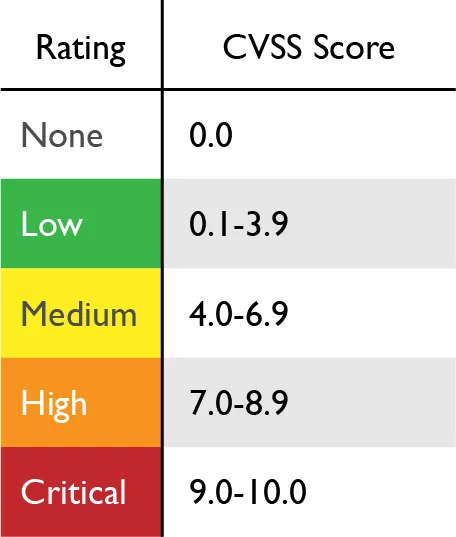 Rating CVSS Score
None 0.0
Low 0.1-3.9
Medium 4.0-6.9
High 7.0-8.9
Critical 9.0-10.0